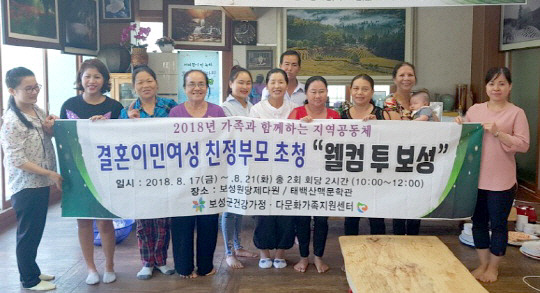 2018년 가족과 함께하는 지역공동체
결혼이민여성 친정부모 초청 "웰컴 투 보성"
일시 : 2018. 8.17(금) ~ .8.21(화) 총 2회 회당 2시간 (10:00~12:00)
장소 : 보성원당제다원 / 태백산맥문학관
보성군건강가정·다문화가족지원센터